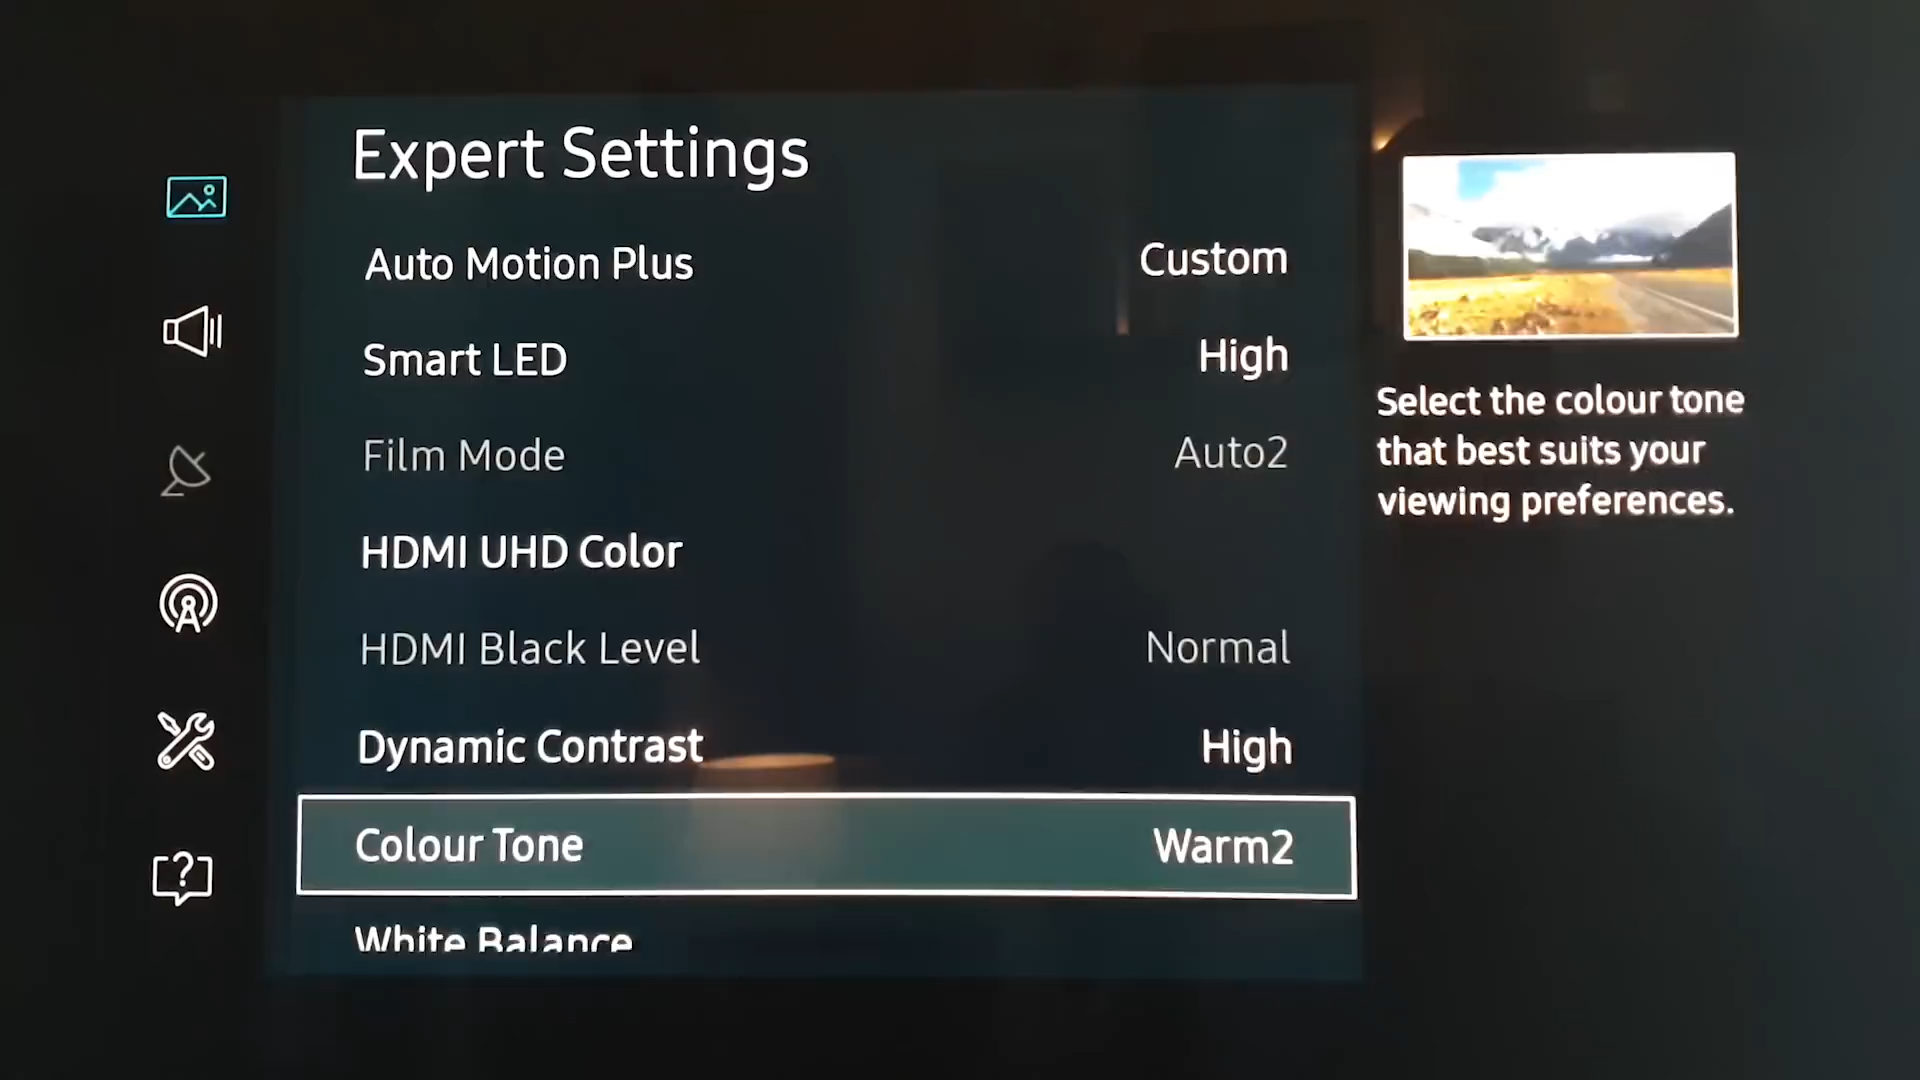 Expert Settings
Auto Motion Plus Custom
Smart LED High
Film Mode Auto2
HDMI UHD Color
HDMI Black Level Normal
Dynamic Contrast High
Colour Tone Warm2
White Balance
Select the colour tone
that best suits your
viewing preferences.